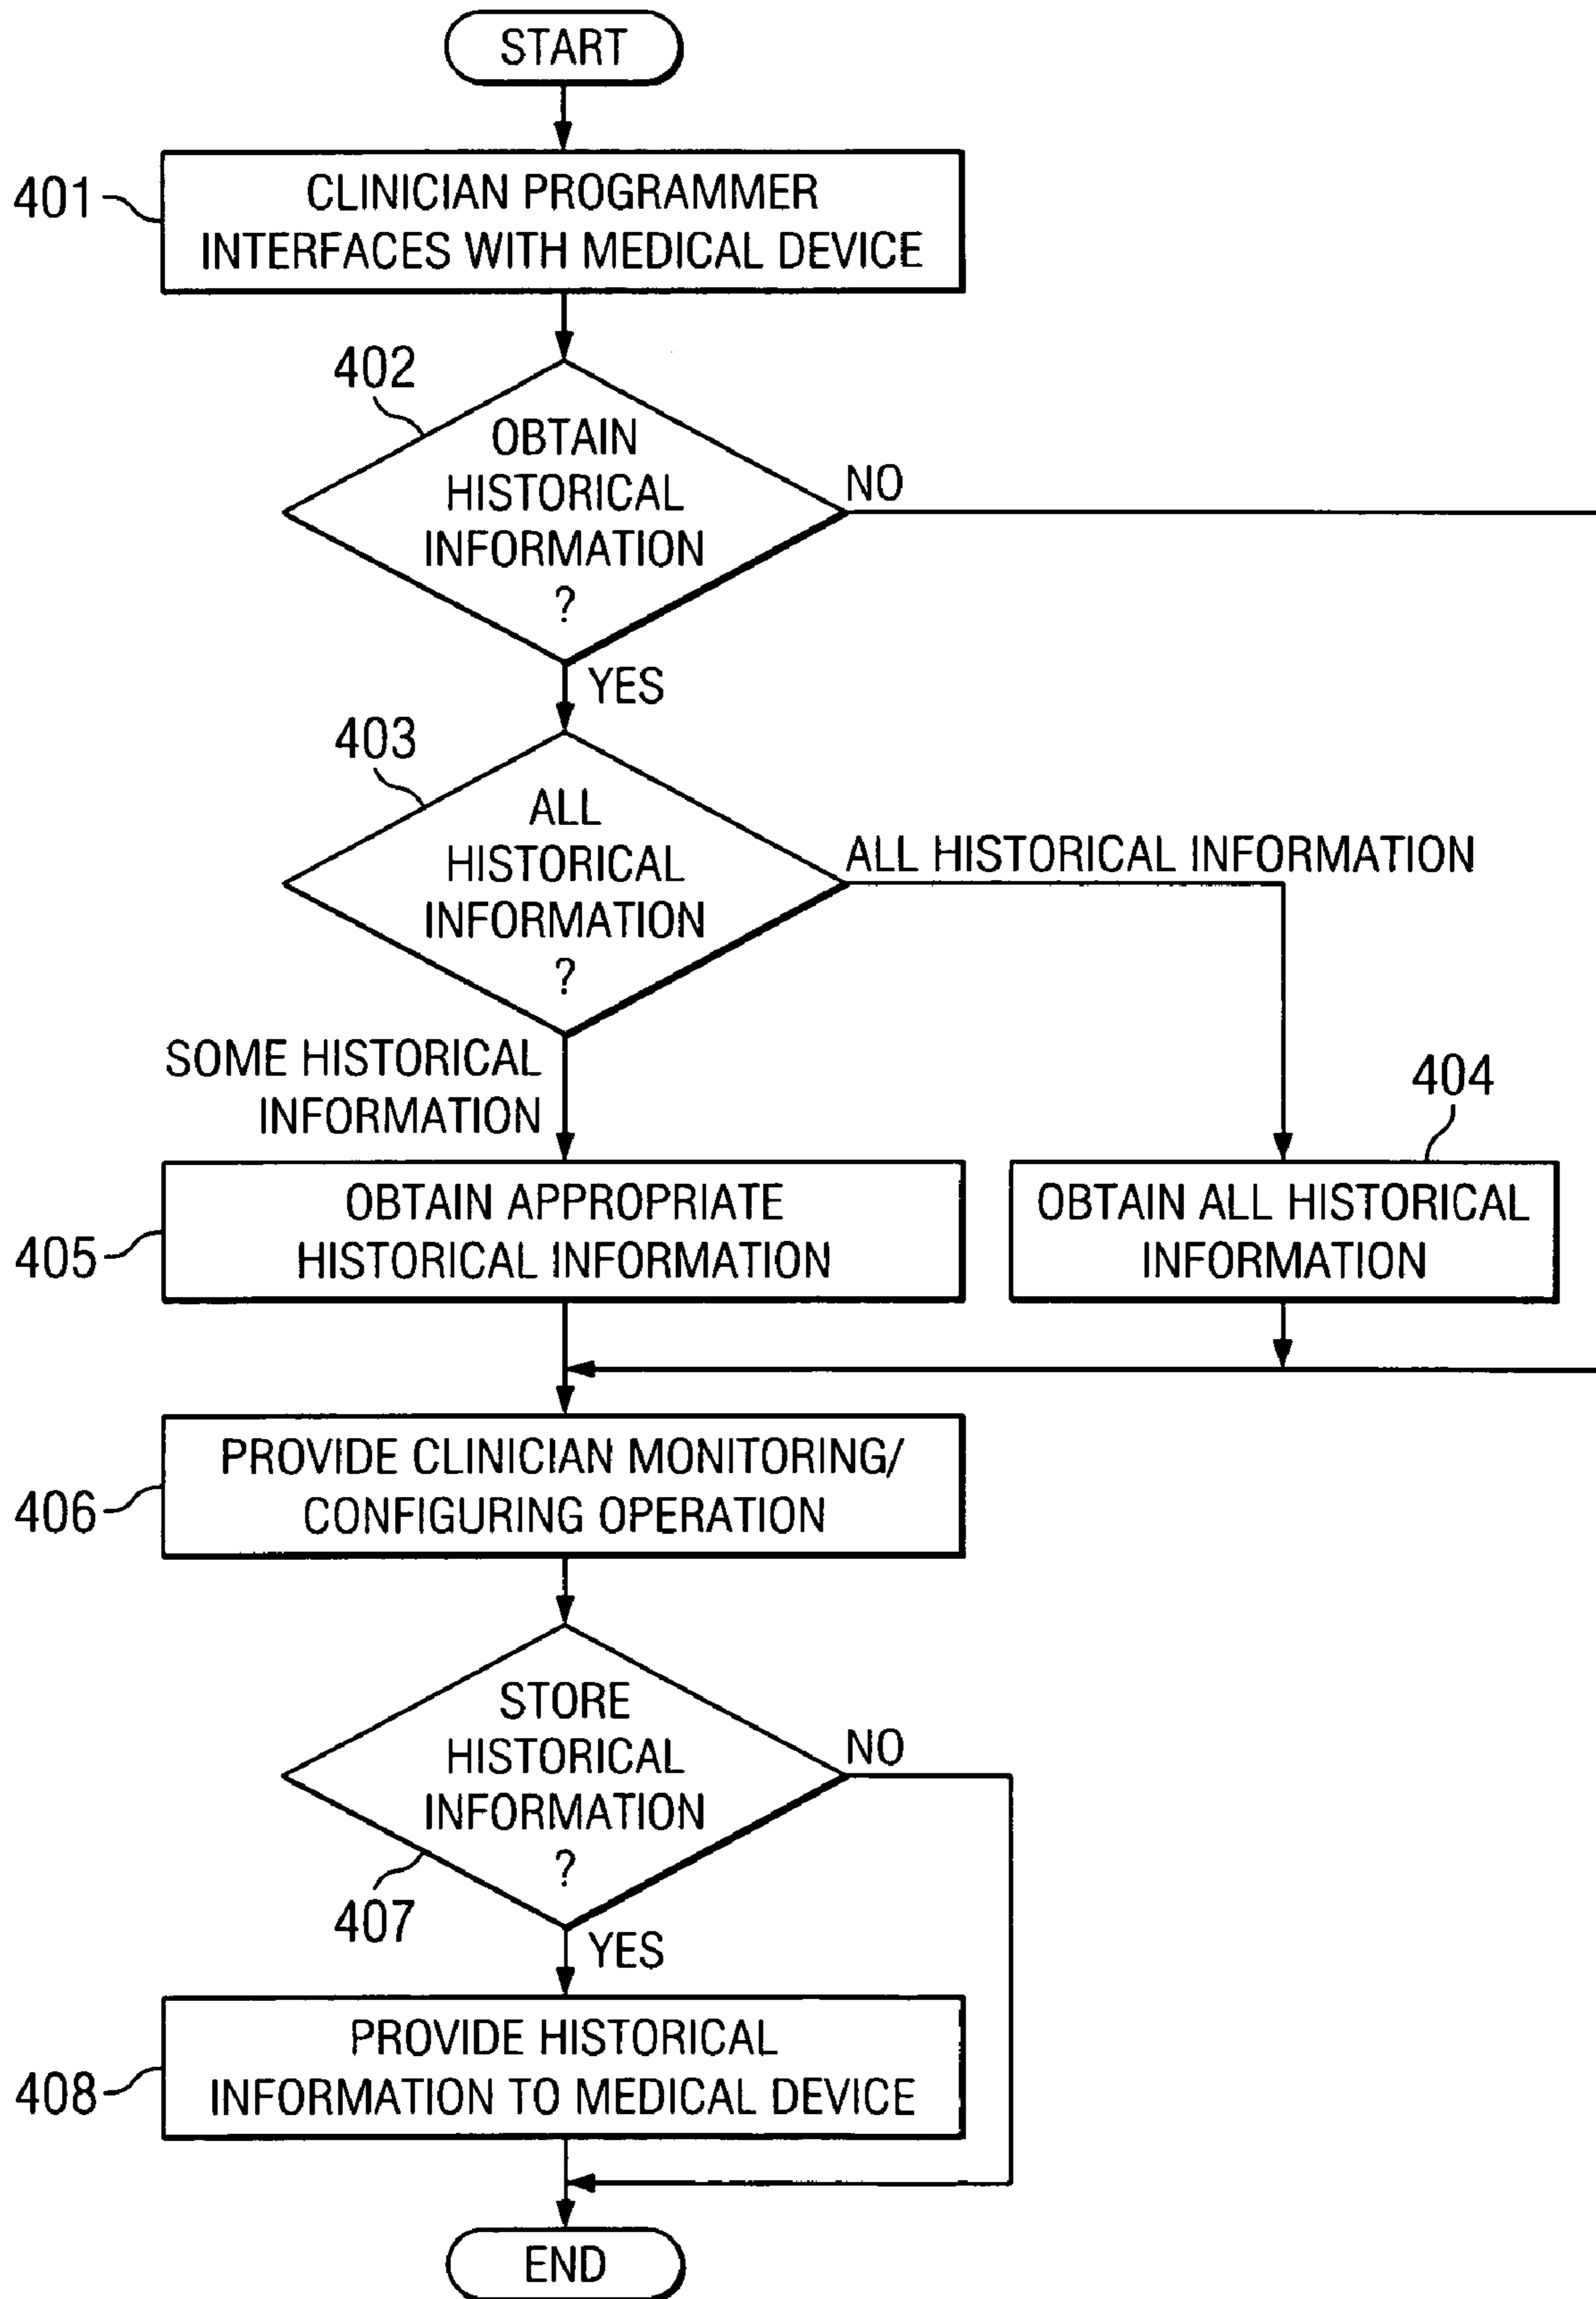 START
401
CLINICIAN PROGRAMMER
INTERFACES WITH MEDICAL DEVICE
402
OBTAIN
HISTORICAL
INFORMATION
?
NO
YES
403
ALL
HISTORICAL
INFORMATION
?
ALL HISTORICAL INFORMATION
SOME HISTORICAL
INFORMATION
404
405
OBTAIN APPROPRIATE
HISTORICAL INFORMATION
OBTAIN ALL HISTORICAL
INFORMATION
406
PROVIDE CLINICIAN MONITORING/
CONFIGURING OPERATION
STORE
HISTORICAL
INFORMATION
?
NO
407
YES
408
PROVIDE HISTORICAL
INFORMATION TO MEDICAL DEVICE
END